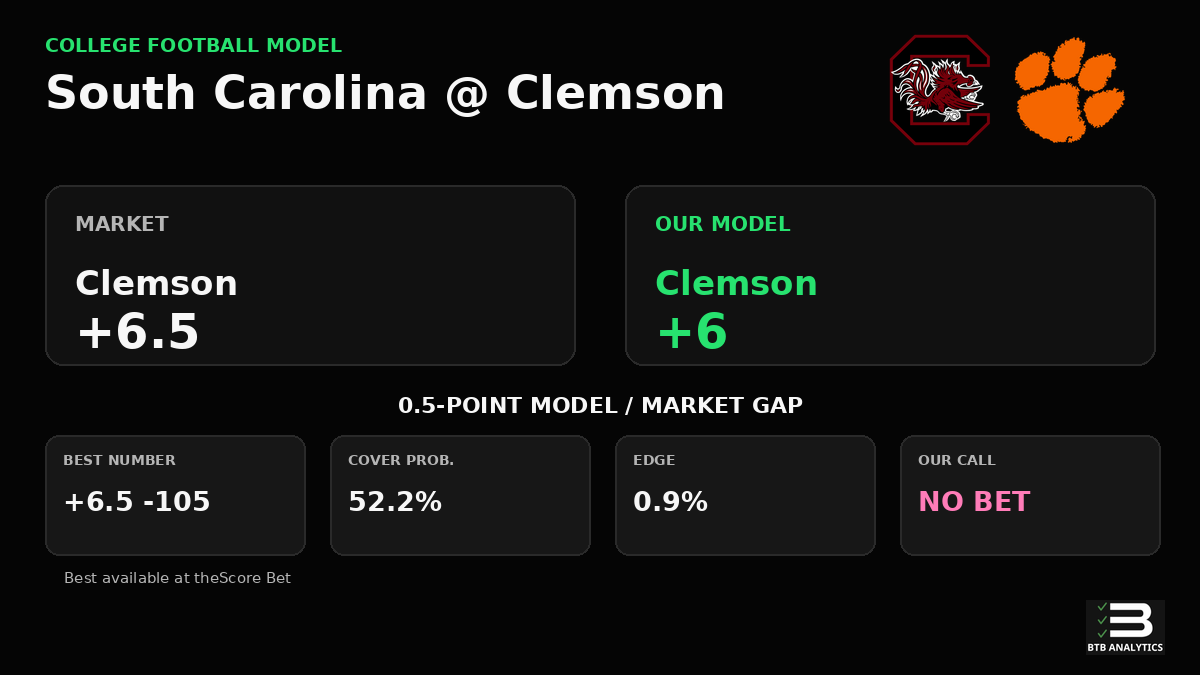 COLLEGE FOOTBALL MODEL
South Carolina @ Clemson
MARKET
Clemson
+6.5
OUR MODEL
Clemson
+6
0.5-POINT MODEL / MARKET GAP
BEST NUMBER
+6.5 -105
COVER PROB.
52.2%
EDGE
0.9%
OUR CALL
NO BET
Best available at theScore Bet
BTB ANALYTICS